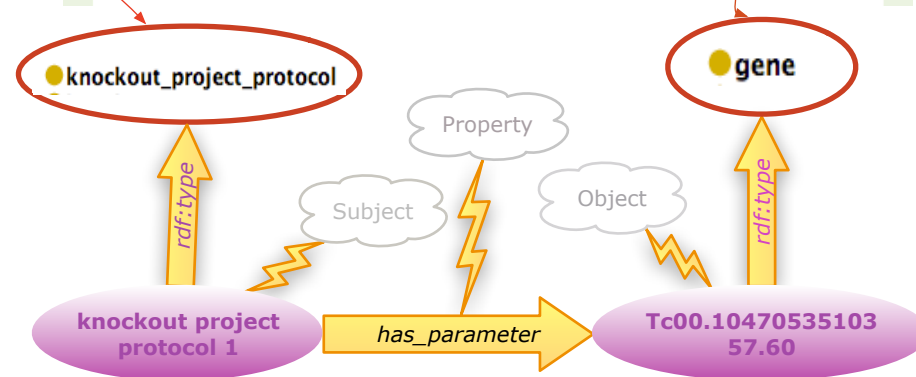 knockout_project_protocol
gene
Property
Subject
Object
rdf:type
rdf:type
knockout project
protocol 1
has_parameter
Tc00.10470535103
57.60